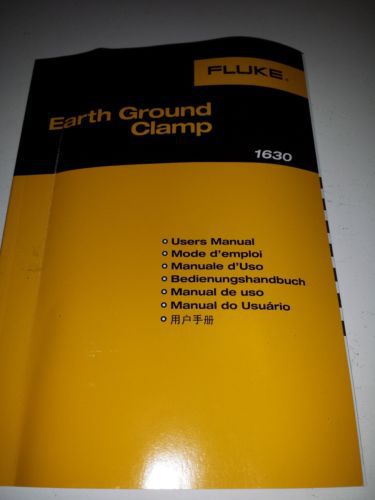 FLUKE®
Earth Ground
Clamp
1630
Users Manual
Mode d'emploi
Manuale d'Uso
Bedienungshandbuch
Manual de uso
Manual do Usuário
用户手册